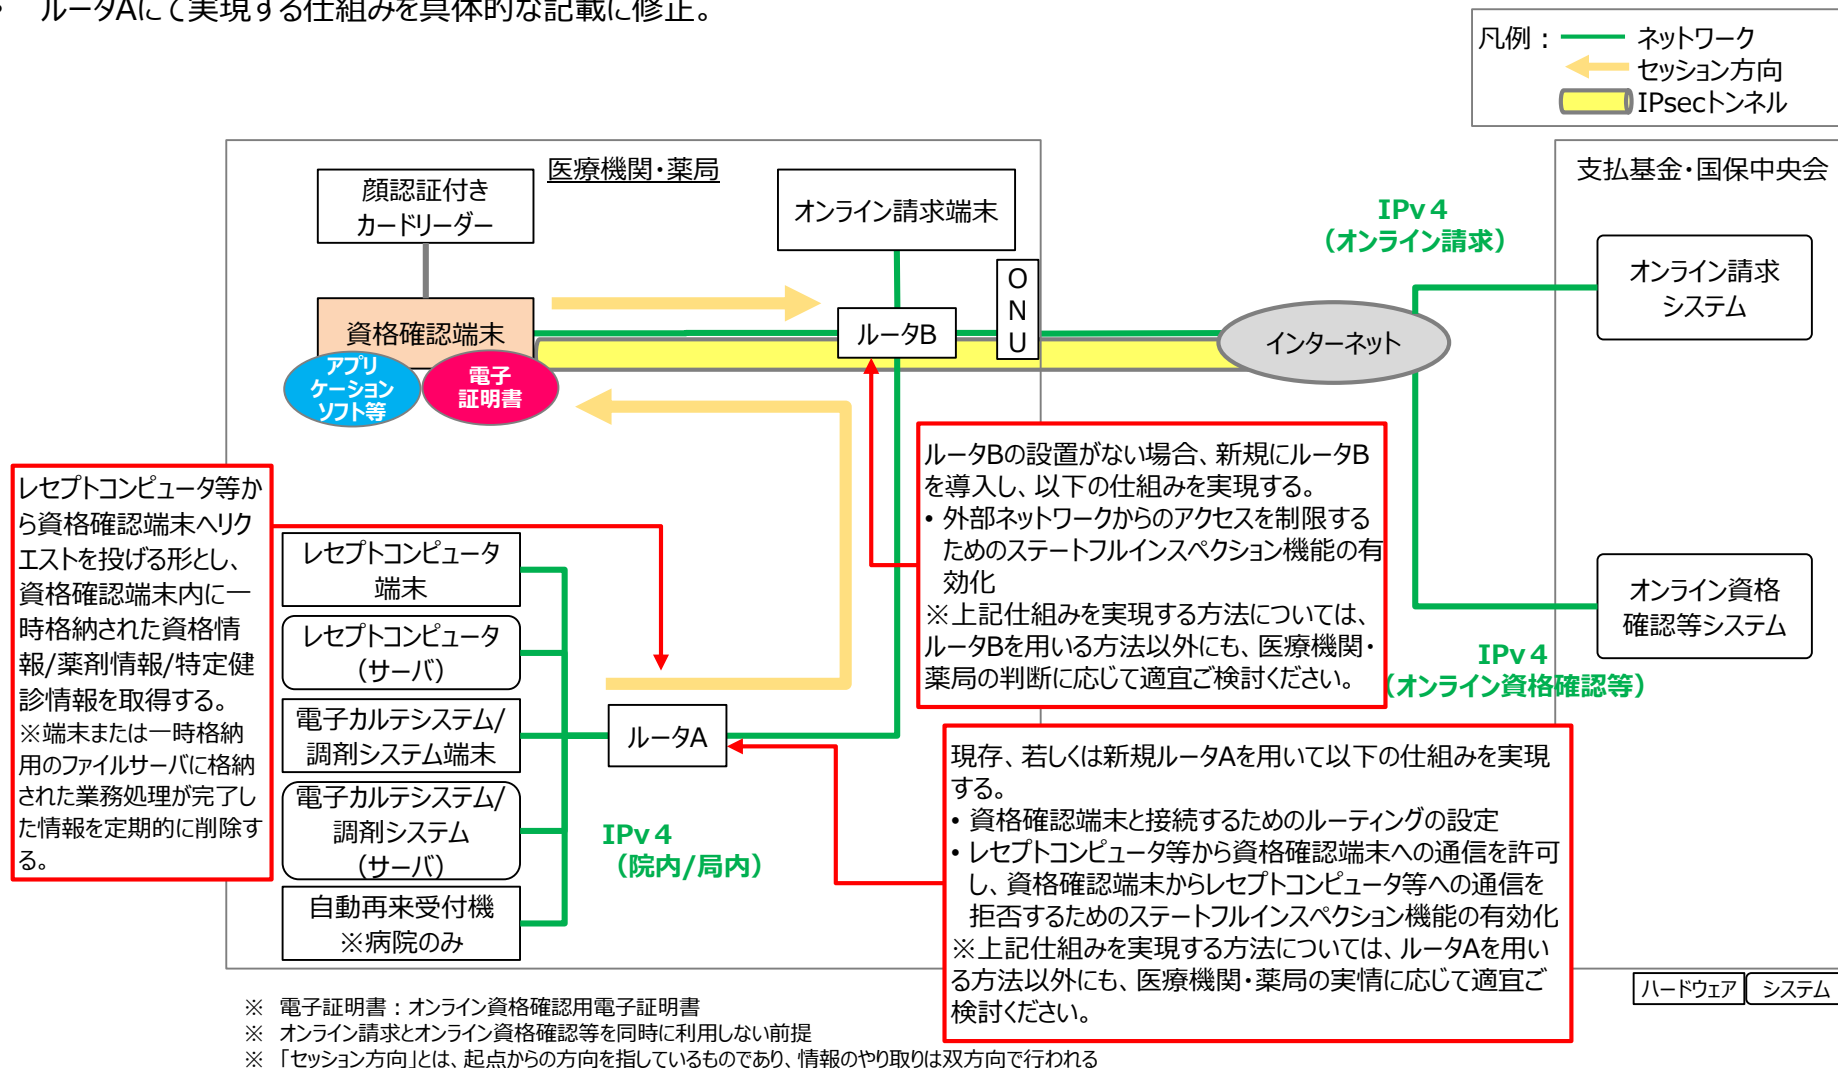 ・ ルータAにて実現する仕組みを具体的な記載に修正。
凡例：
ネットワーク
セッション方向
IPsecトンネル
医療機関・薬局
支払基金・国保中央会
顔認証付き
カードリーダー
オンライン請求端末
O
N
U
資格確認端末
ルータB
アプリ
ケーション
ソフト等
電子
証明書
インターネット
IPv４
（オンライン請求）
オンライン請求
システム
オンライン資格
確認等システム
IPv４
（オンライン資格確認等）
レセプトコンピュータ等か
ら資格確認端末へリク
エストを投げる形とし、
資格確認端末内に一
時格納された資格情
報/薬剤情報/特定健
診情報を取得する。
※端末または一時格納
用のファイルサーバに格納
された業務処理が完了し
た情報を定期的に削除す
る。
レセプトコンピュータ
端末
レセプトコンピュータ
（サーバ）
電子カルテシステム/
調剤システム端末
電子カルテシステム/
調剤システム
（サーバ）
自動再来受付機
※病院のみ
ルータA
IPv４
（院内/局内）
ルータBの設置がない場合、新規にルータB
を導入し、以下の仕組みを実現する。
• 外部ネットワークからのアクセスを制限する
ためのステートフルインスペクション機能の有
効化
※上記仕組みを実現する方法については、
ルータBを用いる方法以外にも、医療機関・
薬局の判断に応じて適宜ご検討ください。
現存、若しくは新規ルータAを用いて以下の仕組みを実現
する。
• 資格確認端末と接続するためのルーティングの設定
• レセプトコンピュータ等から資格確認端末への通信を許可
し、資格確認端末からレセプトコンピュータ等への通信を
拒否するためのステートフルインスペクション機能の有効化
※上記仕組みを実現する方法については、ルータAを用い
る方法以外にも、医療機関・薬局の実情に応じて適宜ご
検討ください。
ハードウェア
システム
※ 電子証明書：オンライン資格確認用電子証明書
※ オンライン請求とオンライン資格確認等を同時に利用しない前提
※ 「セッション方向」とは、起点からの方向を指しているものであり、情報のやり取りは双方向で行われる